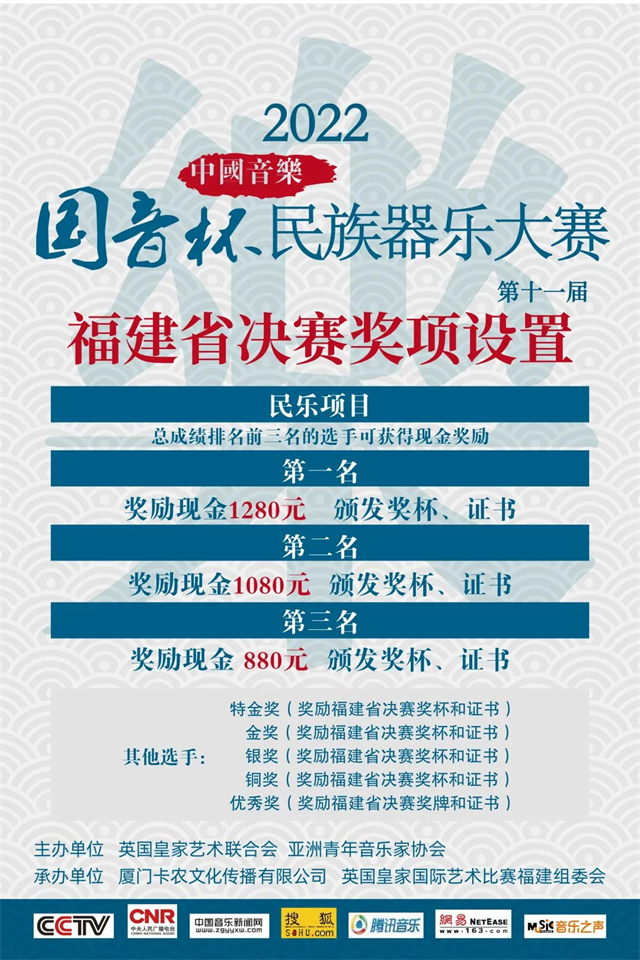 2022
中國音樂
国音杯、民族器乐大赛
第十一届
福建省决赛奖项设置
民乐项目
总成绩排名前三名的选手可获得现金奖励
第一名
奖励现金1280元 颁发奖杯、证书
第二名
奖励现金1080元 颁发奖杯、证书
第三名
奖励现金 880元 颁发奖杯、证书
特金奖（奖励福建省决赛奖杯和证书）
金奖（奖励福建省决赛奖杯和证书）
其他选手： 银奖（奖励福建省决赛奖杯和证书）
铜奖（奖励福建省决赛奖杯和证书）
优秀奖（奖励福建省决赛奖牌和证书）
主办单位 英国皇家艺术联合会 亚洲青年音乐家协会
承办单位 厦门卡农文化传播有限公司 英国皇家国际艺术比赛福建组委会
CCTV
CNR
中央人民广播电台
CHINA NATIONAL RADIO
中国音乐新闻网
www.zgyyxw.com
搜狐
SOHU.com
腾讯音乐
網易 NETEASE
www.163.com
MUSIC 音乐之声